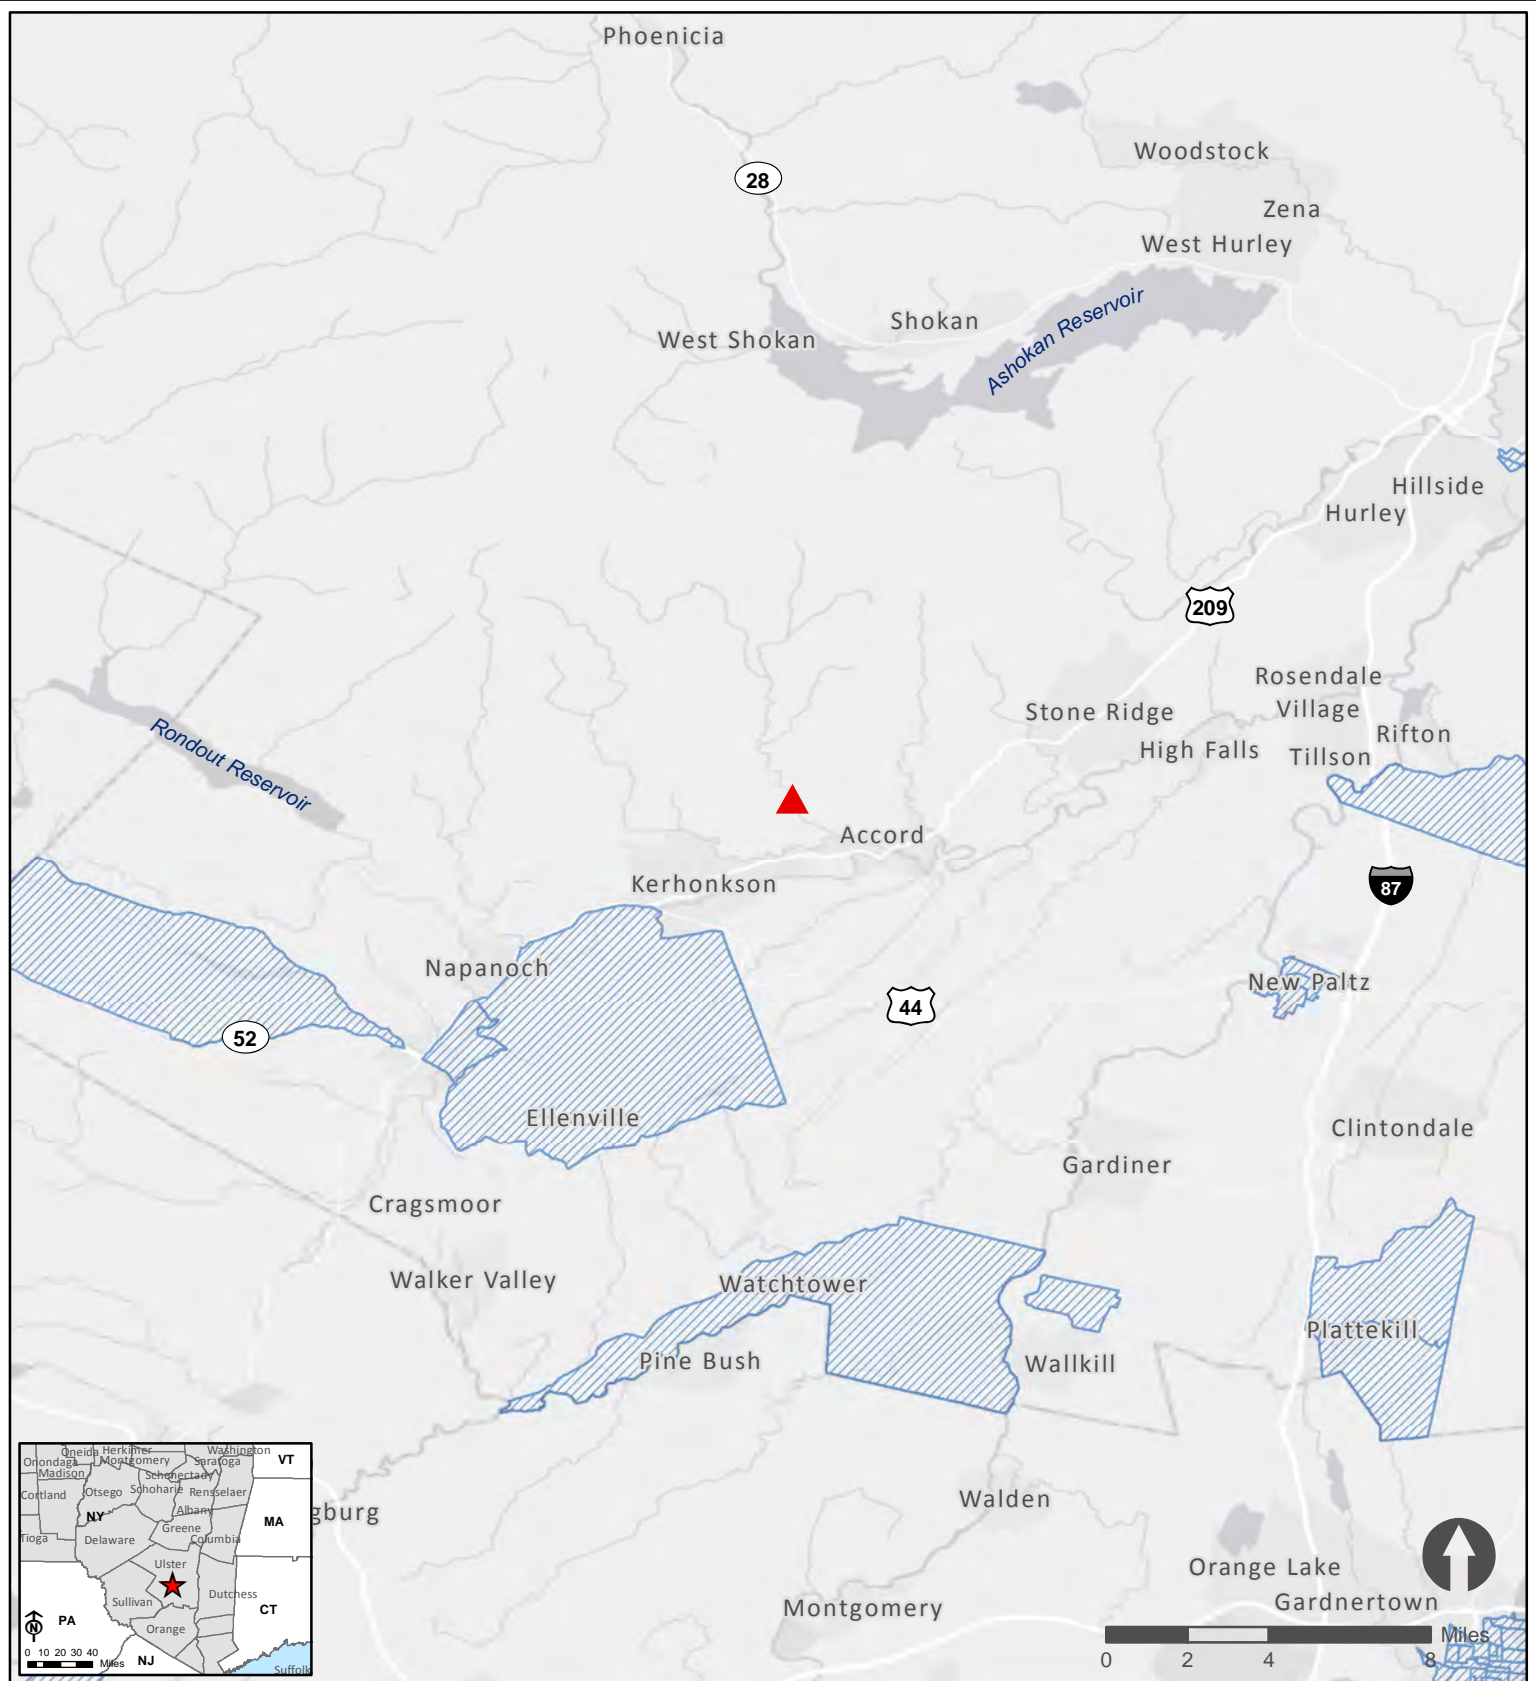 Phoenicia
Woodstock
28
Zena
West Hurley
Shokan
West Shokan
Ashokan Reservoir
Hillside
Hurley
209
Rosendale
Village
Stone Ridge
Rifton
High Falls
Tillson
Rondout Reservoir
Accord
Kerhonkson
87
Napanoch
New Paltz
44
52
Ellenville
Clintondale
Gardiner
Cragsmoor
Walker Valley
Watchtower
Plattekill
Pine Bush
Wallkill
Walden
gburg
Orange Lake
Gardnertown
Montgomery
Miles
0 2 4 8
Oneida
Herkimer
Washington
Onondaga
Montgomery
Saratoga
VT
Madison
Schenectady
Cortland
Otsego
Schoharie
Rensselaer
NY
Albany
MA
Tioga
Delaware
Greene
Columbia
Ulster
Sullivan
Dutchess
PA
CT
Orange
N
0 10 20 30 40
Miles
NJ
Suffolk